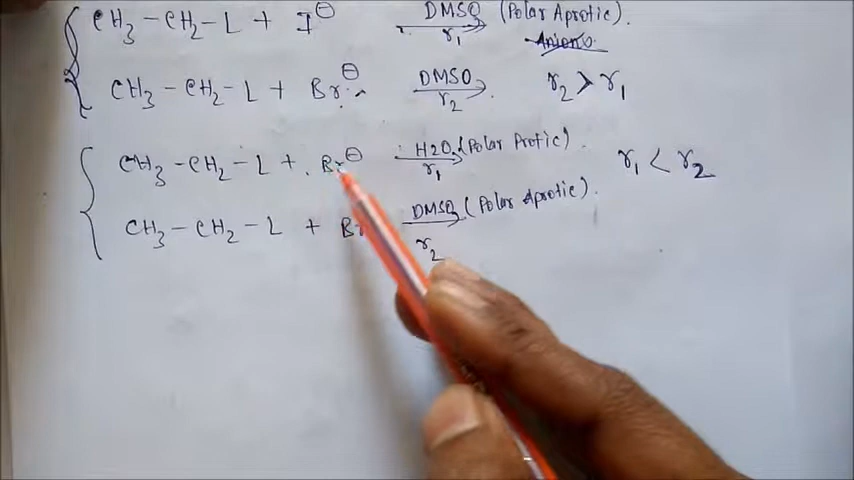 CH3-CH2-L + I⊖ DMSO r1 (Polar Aprotic).
CH3-CH2-L + Br⊖ DMSO r2 r2 > r1
CH3-CH2-L + Br⊖ H2O r1 (Polar Protic) r1 < r2
CH3-CH2-L + Br DMSO r2 (Polar Aprotic).